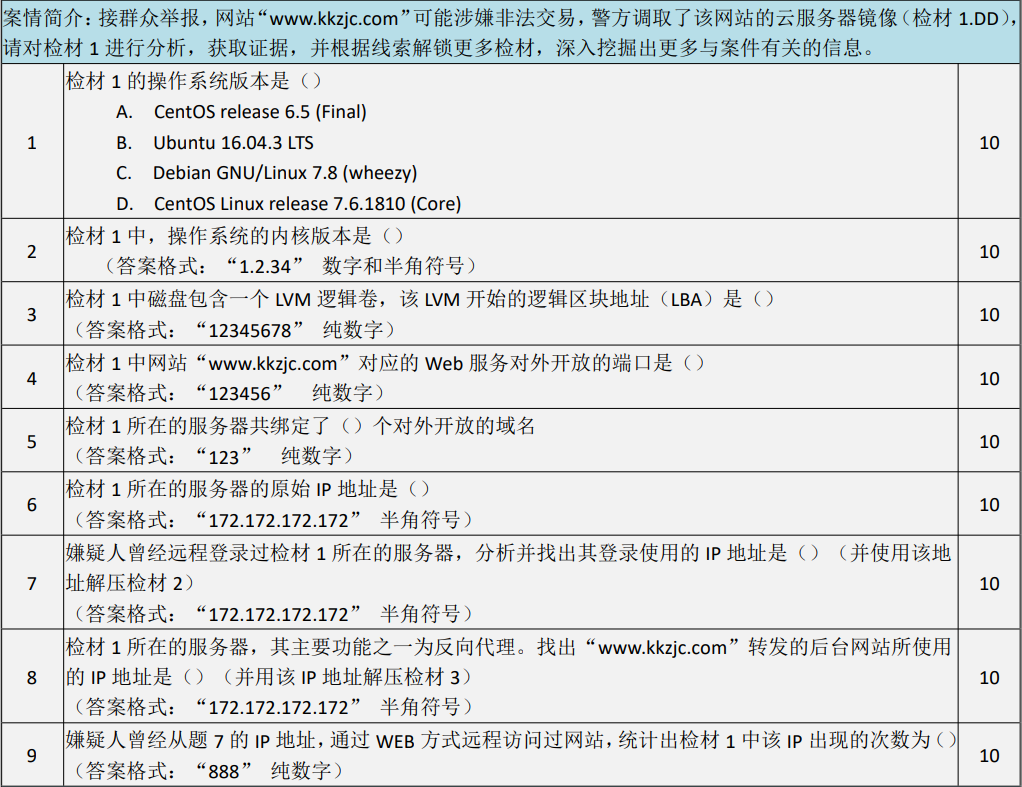 案情简介：接群众举报，网站“www.kkzjc.com”可能涉嫌非法交易，警方调取了该网站的云服务器镜像（检材 1.DD），
请对检材 1 进行分析，获取证据，并根据线索解锁更多检材，深入挖掘出更多与案件有关的信息。
检材 1 的操作系统版本是（）
A. CentOS release 6.5 (Final)
B. Ubuntu 16.04.3 LTS
1
10
C. Debian GNU/Linux 7.8 (wheezy)
D. CentOS Linux release 7.6.1810 (Core)
检材 1 中，操作系统的内核版本是（）
2
10
（答案格式：“1.2.34” 数字和半角符号）
检材 1 中磁盘包含一个 LVM 逻辑卷，该 LVM 开始的逻辑区块地址（LBA）是（）
3
10
（答案格式：“12345678” 纯数字）
检材 1 中网站“www.kkzjc.com”对应的 Web 服务对外开放的端口是（）
4
10
（答案格式：“123456” 纯数字）
检材 1 所在的服务器共绑定了（）个对外开放的域名
5
10
（答案格式：“123” 纯数字）
检材 1 所在的服务器的原始 IP 地址是（）
6
10
（答案格式：“172.172.172.172” 半角符号）
嫌疑人曾经远程登录过检材 1 所在的服务器，分析并找出其登录使用的 IP 地址是（）（并使用该地
7
址解压检材 2）
10
（答案格式：“172.172.172.172” 半角符号）
检材 1 所在的服务器，其主要功能之一为反向代理。找出“www.kkzjc.com”转发的后台网站所使用
8
的 IP 地址是（）（并用该 IP 地址解压检材 3）
10
（答案格式：“172.172.172.172” 半角符号）
嫌疑人曾经从题 7 的 IP 地址，通过 WEB 方式远程访问过网站，统计出检材 1 中该 IP 出现的次数为（）
9
10
（答案格式：“888” 纯数字）